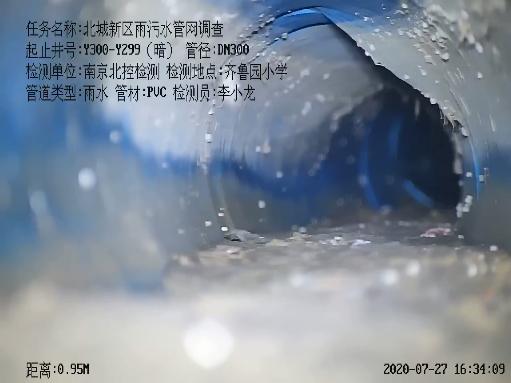 任务名称:北城新区雨污水管网调查
起止井号:Y300-Y299（暗） 管径:DN300
检测单位:南京北控检测 检测地点:齐鲁园小学
管道类型:雨水 管材:PVC 检测员:李小龙
距离:0.95M
2020-07-27 16:34:09